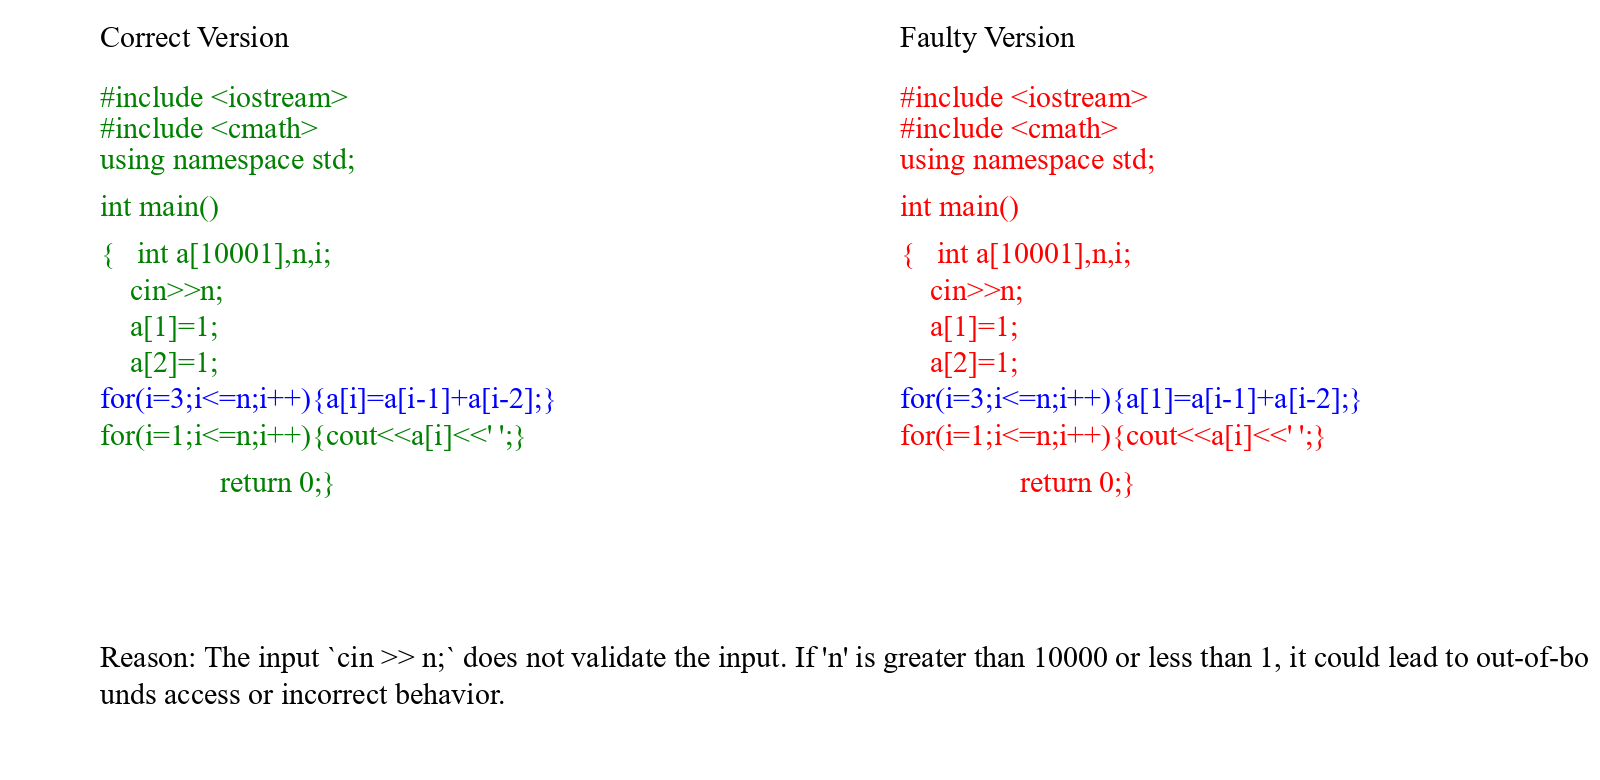 Correct Version
#include <iostream>
#include <cmath>
using namespace std;
int main()
{   int a[10001],n,i;
    cin>>n;
    a[1]=1;
    a[2]=1;
for(i=3;i<=n;i++){a[i]=a[i-1]+a[i-2];}
for(i=1;i<=n;i++){cout<<a[i]<<' ';}
                return 0;}
Faulty Version
#include <iostream>
#include <cmath>
using namespace std;
int main()
{   int a[10001],n,i;
    cin>>n;
    a[1]=1;
    a[2]=1;
for(i=3;i<=n;i++){a[1]=a[i-1]+a[i-2];}
for(i=1;i<=n;i++){cout<<a[i]<<' ';}
                return 0;}
Reason: The input `cin >> n;` does not validate the input. If 'n' is greater than 10000 or less than 1, it could lead to out-of-bo
unds access or incorrect behavior.